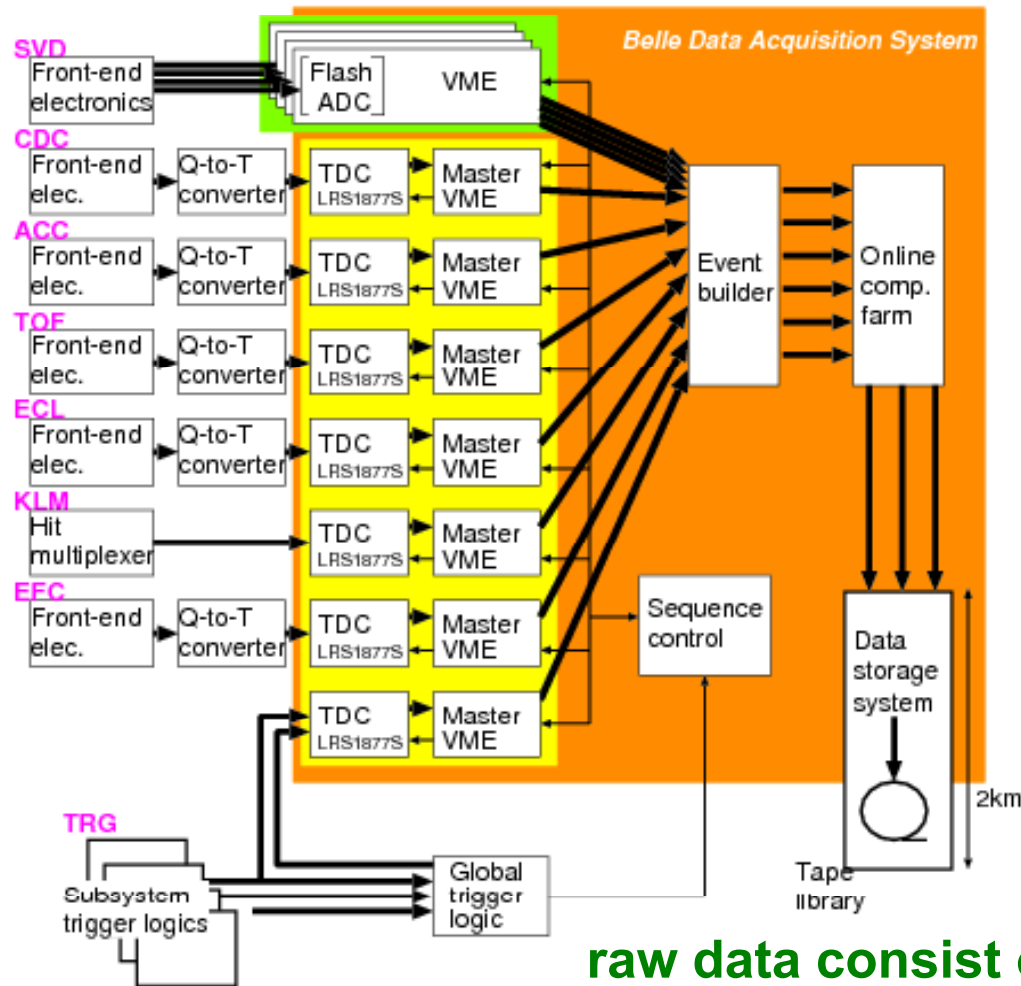 Belle Data Acquisition System
SVD
Front-end
electronics
Flash
ADC
VME
CDC
Front-end
elec.
Q-to-T
converter
TDC
LRS1877S
Master
VME
ACC
Front-end
elec.
Q-to-T
converter
TDC
LRS1877S
Master
VME
TOF
Front-end
elec.
Q-to-T
converter
TDC
LRS1877S
Master
VME
ECL
Front-end
elec.
Q-to-T
converter
TDC
LRS1877S
Master
VME
KLM
Hit
multiplexer
TDC
LRS1877S
Master
VME
EFC
Front-end
elec.
Q-to-T
converter
TDC
LRS1877S
Master
VME
TDC
LRS1877S
Master
VME
Event
builder
Online
comp.
farm
Sequence
control
Data
storage
system
2km
Tape
library
TRG
Subsystem
trigger logics
Global
trigger
logic
raw data consist